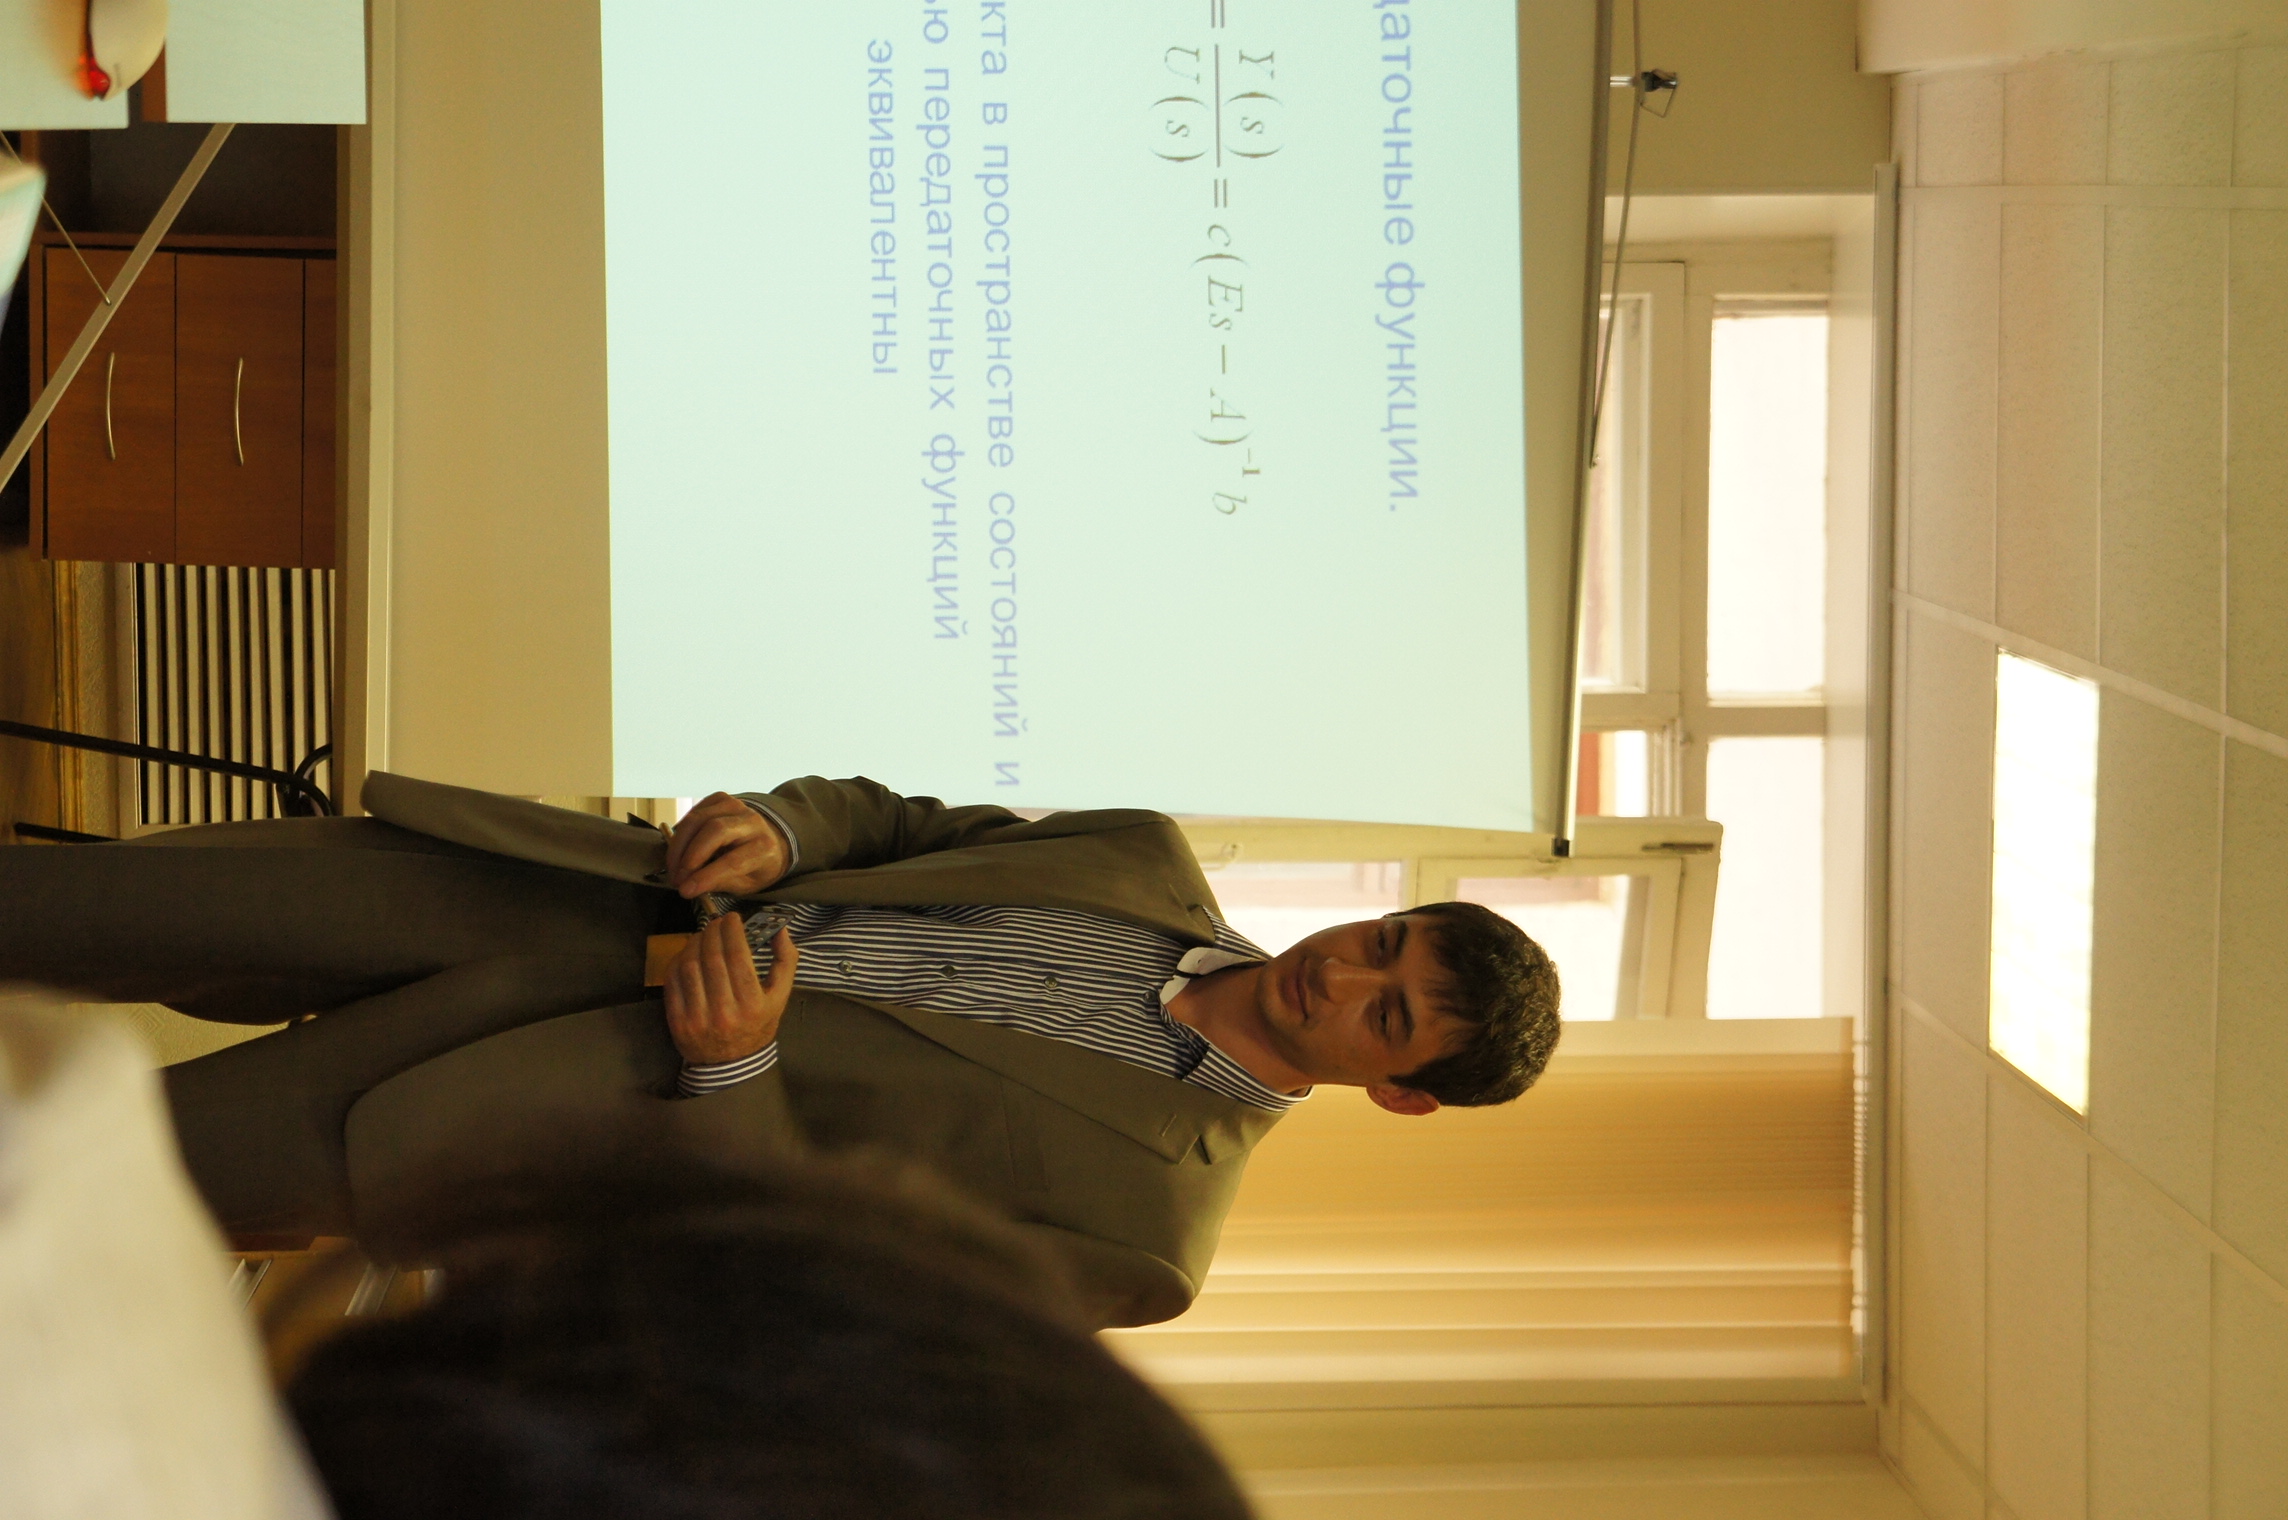 даточные функции.
= Y(s) / U(s) = c(Es − A)⁻¹ b
кта в пространстве состояний и
ью передаточных функций
эквивалентны